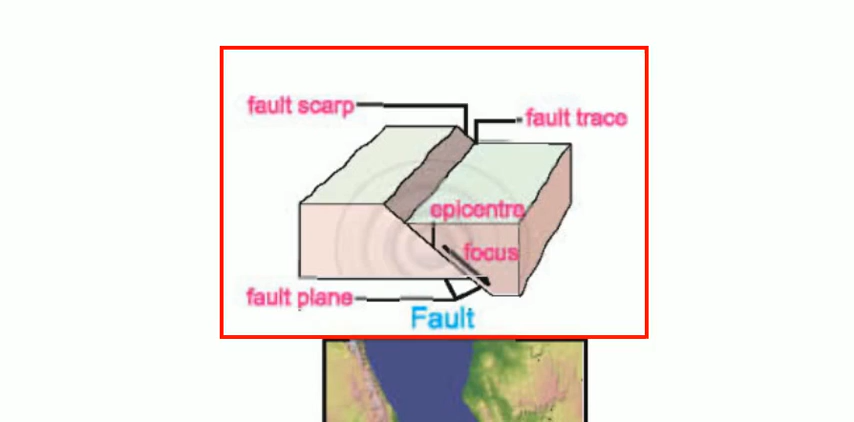 fault scarp
fault trace
epicentre
focus
fault plane
Fault